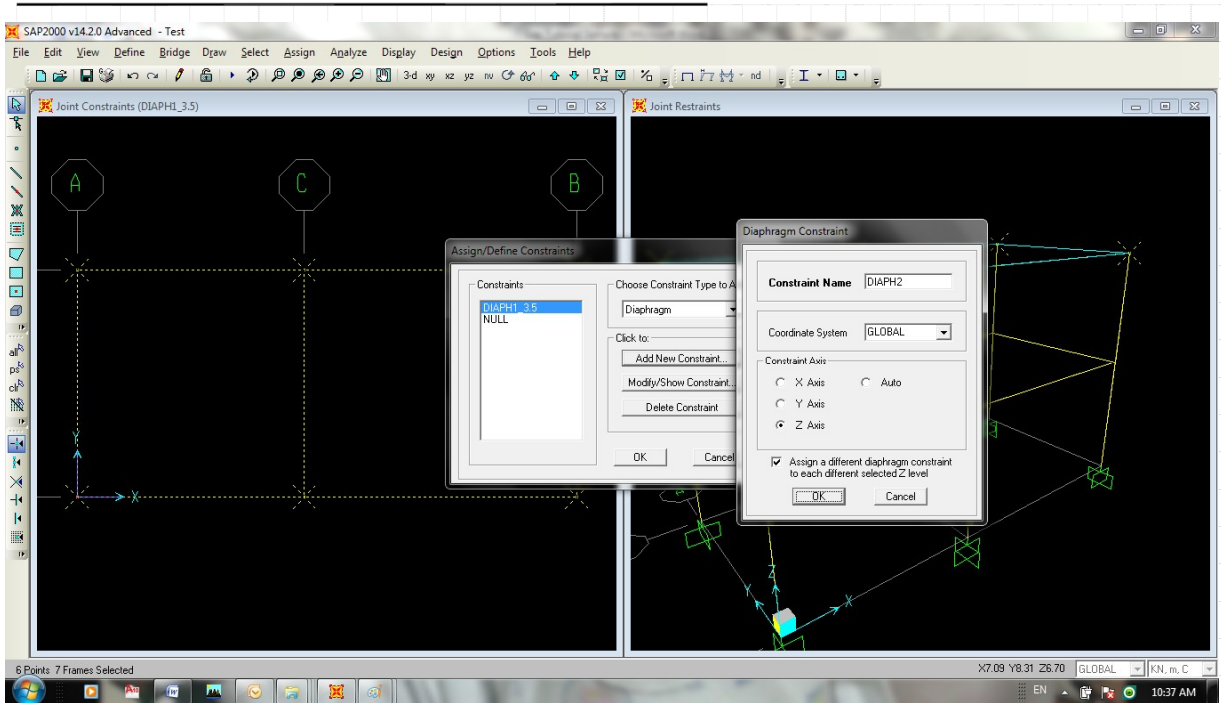 SAP2000 v14.2.0 Advanced - Test
File Edit View Define Bridge Draw Select Assign Analyze Display Design Options Tools Help
3-d xy xz yz nv nd
Joint Constraints (DIAPH1_3.5)
Joint Restraints
A C B
Y
X
Assign/Define Constraints
Constraints
DIAPH1_3.5
NULL
Choose Constraint Type to A
Diaphragm
Click to:
Add New Constraint...
Modify/Show Constraint...
Delete Constraint
OK Cancel
Diaphragm Constraint
Constraint Name DIAPH2
Coordinate System GLOBAL
Constraint Axis
X Axis Auto
Y Axis
Z Axis
Assign a different diaphragm constraint
to each different selected Z level
OK Cancel
Z
Y X
all
ps
clr
6 Points 7 Frames Selected
X7.09 Y8.31 Z6.70 GLOBAL KN, m, C
EN 10:37 AM